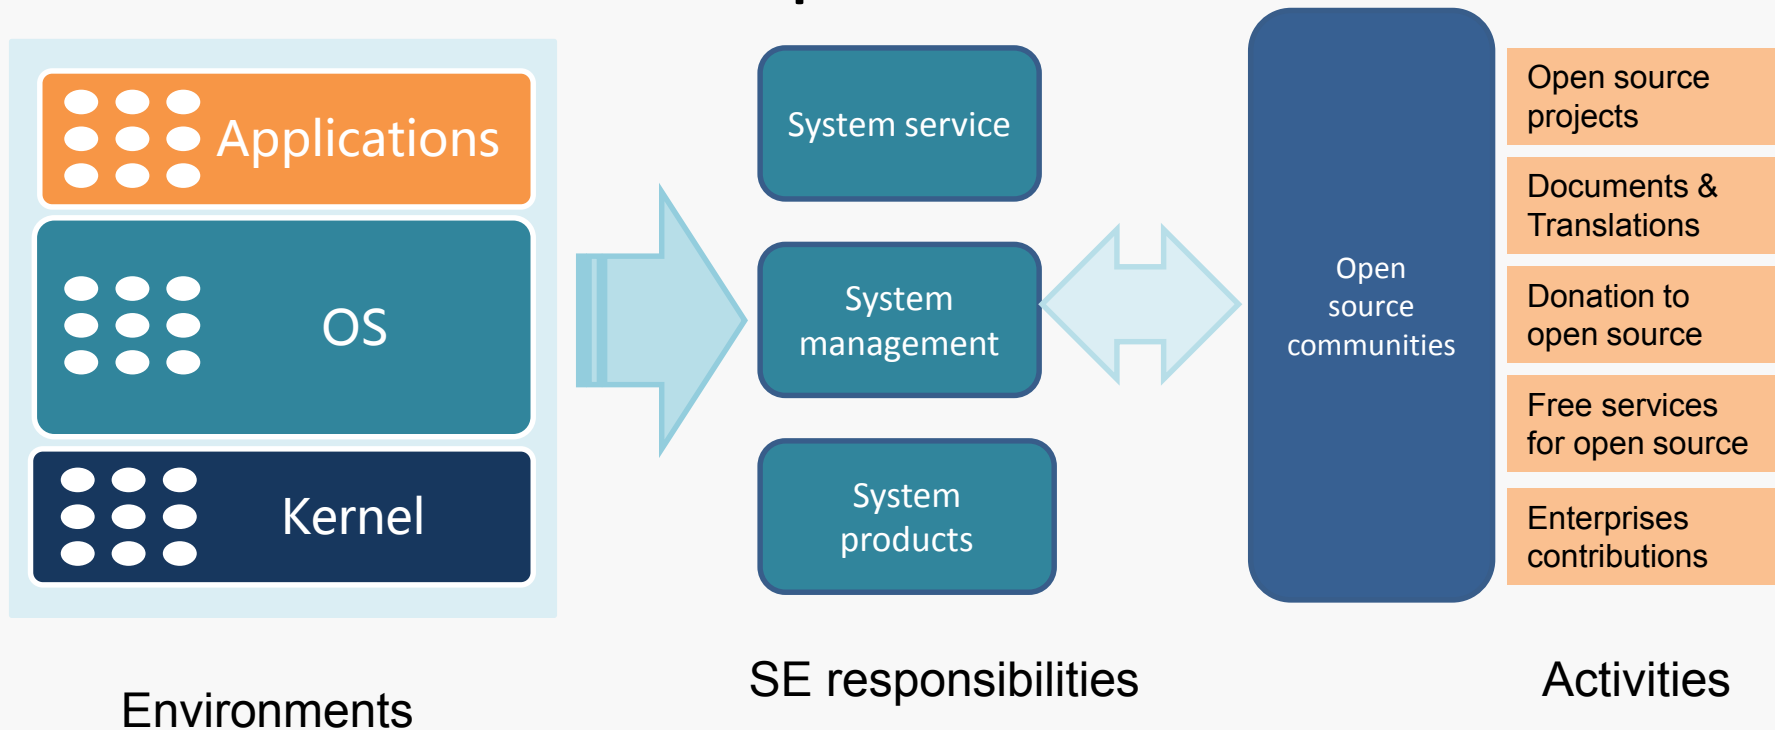 Applications
OS
Kernel
Environments
System service
System
management
System
products
SE responsibilities
Open
source
communities
Open source
projects
Documents &
Translations
Donation to
open source
Free services
for open source
Enterprises
contributions
Activities